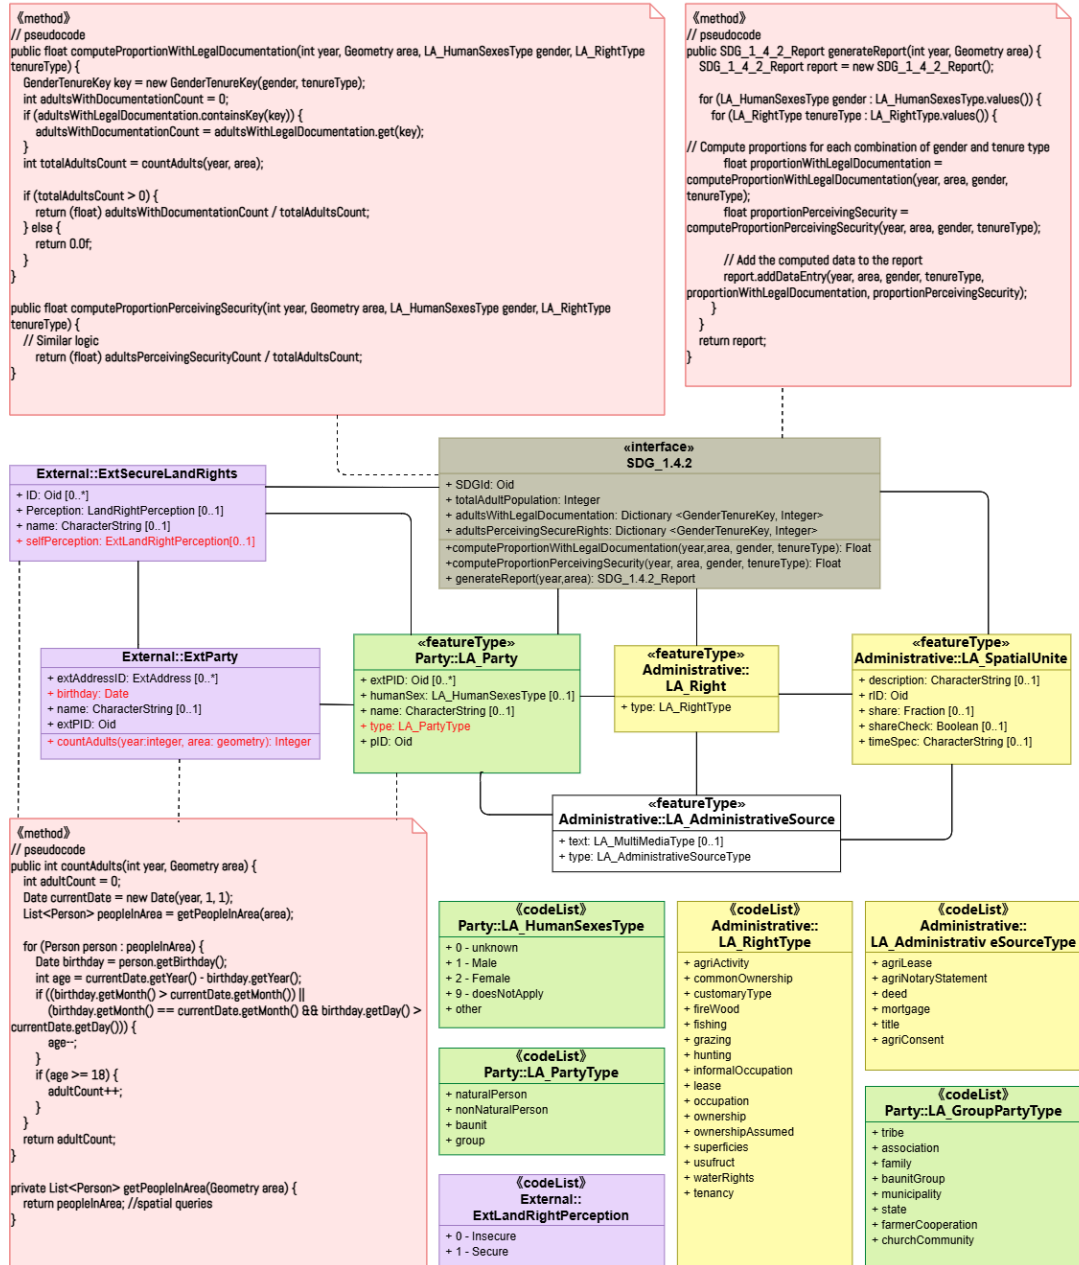 《method》
// pseudocode
public float computeProportionWithLegalDocumentation(int year, Geometry area, LA_HumanSexesType gender, LA_RightType
tenureType) {
GenderTenureKey key = new GenderTenureKey(gender, tenureType);
int adultsWithDocumentationCount = 0;
if (adultsWithLegalDocumentation.containsKey(key)) {
adultsWithDocumentationCount = adultsWithLegalDocumentation.get(key);
}
int totalAdultsCount = countAdults(year, area);
if (totalAdultsCount > 0) {
return (float) adultsWithDocumentationCount / totalAdultsCount;
} else {
return 0.0f;
}
}
public float computeProportionPerceivingSecurity(int year, Geometry area, LA_HumanSexesType gender, LA_RightType
tenureType) {
// Similar logic
return (float) adultsPerceivingSecurityCount / totalAdultsCount;
}
《method》
// pseudocode
public SDG_1_4_2_Report generateReport(int year, Geometry area) {
SDG_1_4_2_Report report = new SDG_1_4_2_Report();
for (LA_HumanSexesType gender : LA_HumanSexesType.values()) {
for (LA_RightType tenureType : LA_RightType.values()) {
// Compute proportions for each combination of gender and tenure type
float proportionWithLegalDocumentation =
computeProportionWithLegalDocumentation(year, area, gender,
tenureType);
float proportionPerceivingSecurity =
computeProportionPerceivingSecurity(year, area, gender, tenureType);
// Add the computed data to the report
report.addDataEntry(year, area, gender, tenureType,
proportionWithLegalDocumentation, proportionPerceivingSecurity);
}
}
return report;
}
«interface»
SDG_1.4.2
+ SDGId: Oid
+ totalAdultPopulation: Integer
+ adultsWithLegalDocumentation: Dictionary <GenderTenureKey, Integer>
+ adultsPerceivingSecureRights: Dictionary <GenderTenureKey, Integer>
+computeProportionWithLegalDocumentation(year,area, gender, tenureType): Float
+computeProportionPerceivingSecurity(year, area, gender, tenureType): Float
+ generateReport(year,area): SDG_1.4.2_Report
External::ExtSecureLandRights
+ ID: Oid [0..*]
+ Perception: LandRightPerception [0..1]
+ name: CharacterString [0..1]
+ selfPerception: ExtLandRightPerception[0..1]
External::ExtParty
+ extAddressID: ExtAddress [0..*]
+ birthday: Date
+ name: CharacterString [0..1]
+ extPID: Oid
+ countAdults(year:integer, area: geometry): Integer
«featureType»
Party::LA_Party
+ extPID: Oid [0..*]
+ humanSex: LA_HumanSexesType [0..1]
+ name: CharacterString [0..1]
+ type: LA_PartyType
+ pID: Oid
«featureType»
Administrative::
LA_Right
+ type: LA_RightType
«featureType»
Administrative::LA_SpatialUnite
+ description: CharacterString [0..1]
+ rID: Oid
+ share: Fraction [0..1]
+ shareCheck: Boolean [0..1]
+ timeSpec: CharacterString [0..1]
«featureType»
Administrative::LA_AdministrativeSource
+ text: LA_MultiMediaType [0..1]
+ type: LA_AdministrativeSourceType
《method》
// pseudocode
public int countAdults(int year, Geometry area) {
int adultCount = 0;
Date currentDate = new Date(year, 1, 1);
List<Person> peopleInArea = getPeopleInArea(area);
for (Person person : peopleInArea) {
Date birthday = person.getBirthday();
int age = currentDate.getYear() - birthday.getYear();
if ((birthday.getMonth() > currentDate.getMonth()) ||
(birthday.getMonth() == currentDate.getMonth() && birthday.getDay() >
currentDate.getDay())) {
age--;
}
if (age >= 18) {
adultCount++;
}
}
return adultCount;
}
private List<Person> getPeopleInArea(Geometry area) {
return peopleInArea; //spatial queries
}
《codeList》
Party::LA_HumanSexesType
+ 0 - unknown
+ 1 - Male
+ 2 - Female
+ 9 - doesNotApply
+ other
《codeList》
Party::LA_PartyType
+ naturalPerson
+ nonNaturalPerson
+ baunit
+ group
《codeList》
External::
ExtLandRightPerception
+ 0 - Insecure
+ 1 - Secure
《codeList》
Administrative::
LA_RightType
+ agriActivity
+ commonOwnership
+ customaryType
+ fireWood
+ fishing
+ grazing
+ hunting
+ informalOccupation
+ lease
+ occupation
+ ownership
+ ownershipAssumed
+ superficies
+ usufruct
+ waterRights
+ tenancy
《codeList》
Administrative::
LA_Administrativ eSourceType
+ agriLease
+ agriNotaryStatement
+ deed
+ mortgage
+ title
+ agriConsent
《codeList》
Party::LA_GroupPartyType
+ tribe
+ association
+ family
+ baunitGroup
+ municipality
+ state
+ farmerCooperation
+ churchCommunity